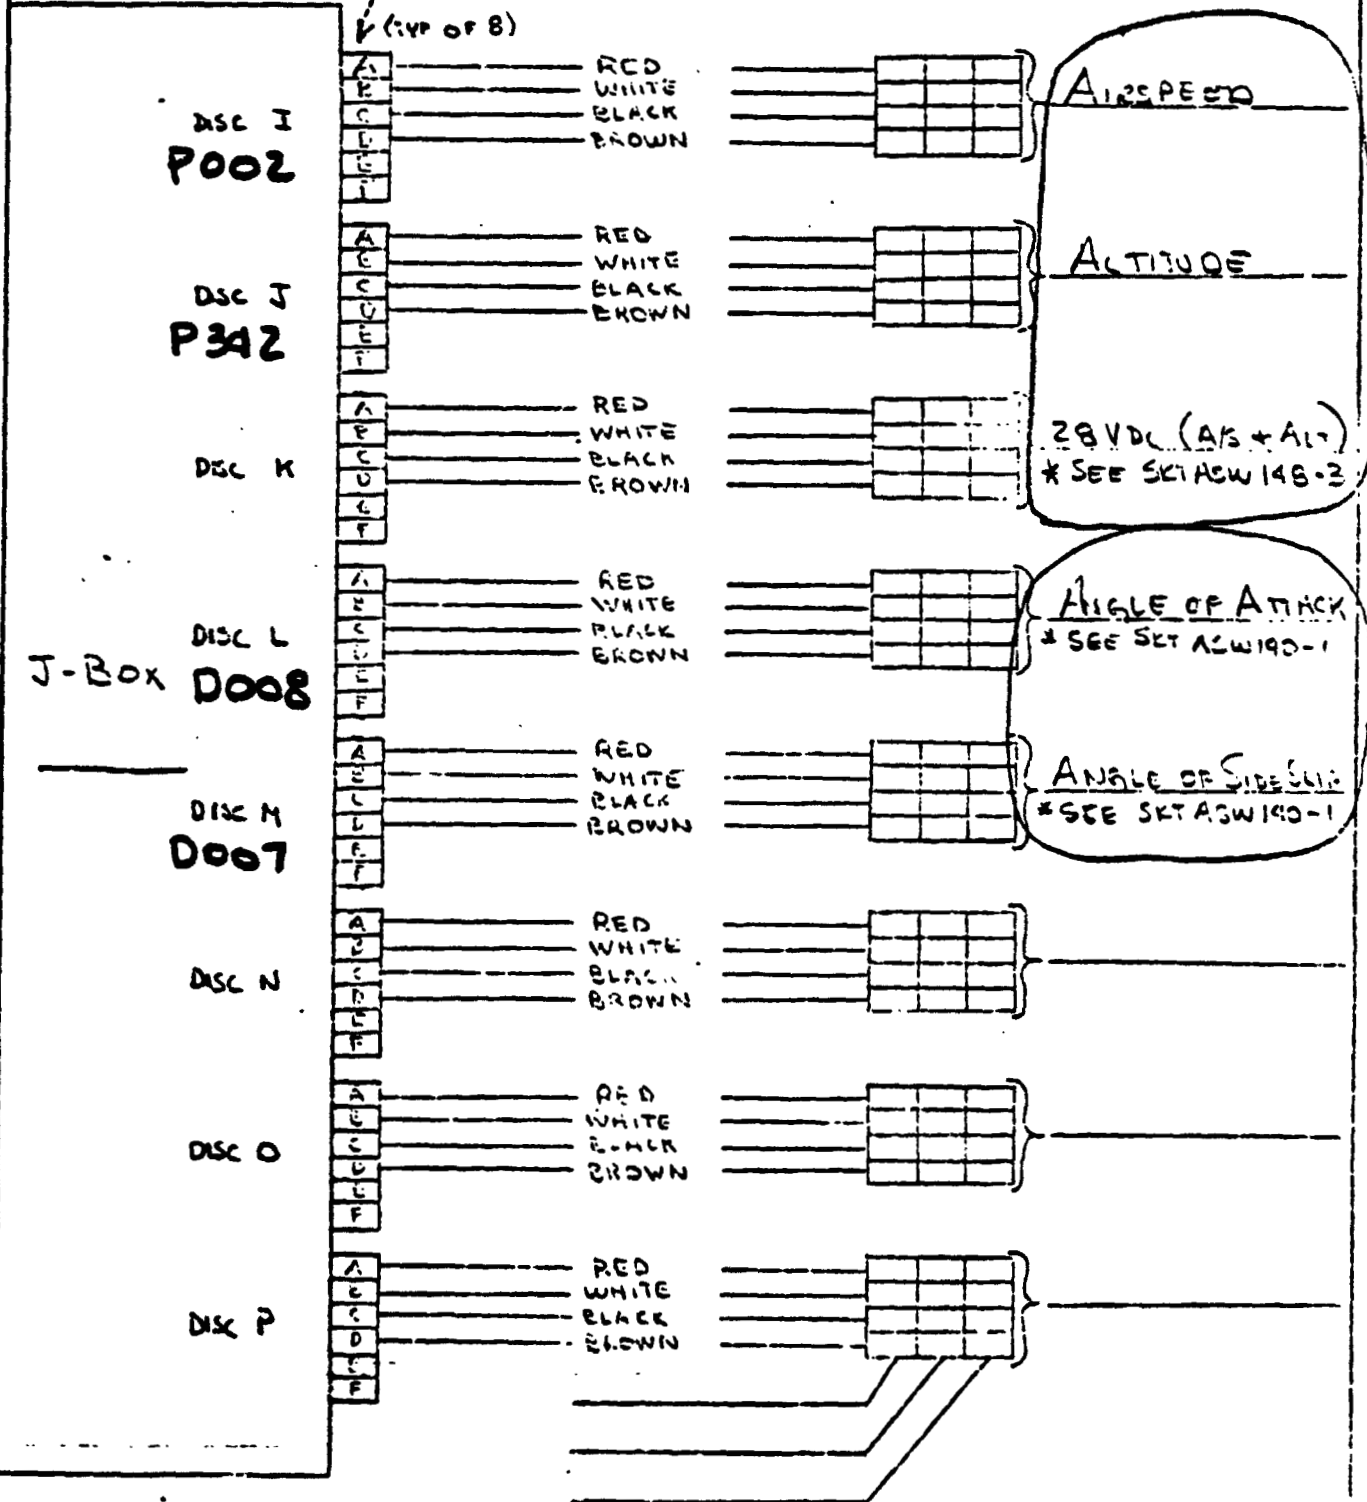 (TYP OF 8)
DISC I
P002
A
B
C
D
E
F
RED
WHITE
BLACK
BROWN
AIRSPEED
DISC J
P342
A
B
C
D
E
F
RED
WHITE
BLACK
BROWN
ALTITUDE
DISC K
A
B
C
D
E
F
RED
WHITE
BLACK
BROWN
28 VDC (A/S + ALT)
* SEE SKT ASW 148-3
J-BOX
DISC L
D008
A
B
C
D
E
F
RED
WHITE
BLACK
BROWN
ANGLE OF ATTACK
* SEE SKT ASW190-1
DISC M
D007
A
B
C
D
E
F
RED
WHITE
BLACK
BROWN
ANGLE OF SIDESLIP
* SEE SKT ASW190-1
DISC N
A
B
C
D
E
F
RED
WHITE
BLACK
BROWN
DISC O
A
B
C
D
E
F
RED
WHITE
BLACK
BROWN
DISC P
A
B
C
D
E
F
RED
WHITE
BLACK
BROWN